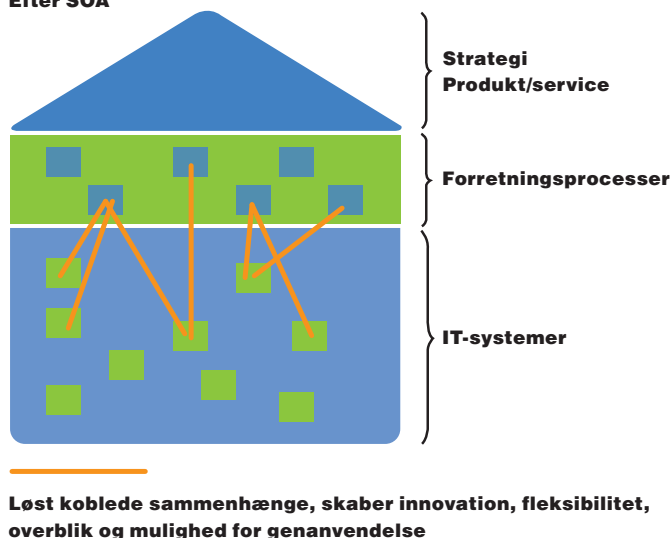 Efter SOA
Strategi
Produkt/service
Forretningsprocesser
IT-systemer
Løst koblede sammenhænge, skaber innovation, fleksibilitet,
overblik og mulighed for genanvendelse